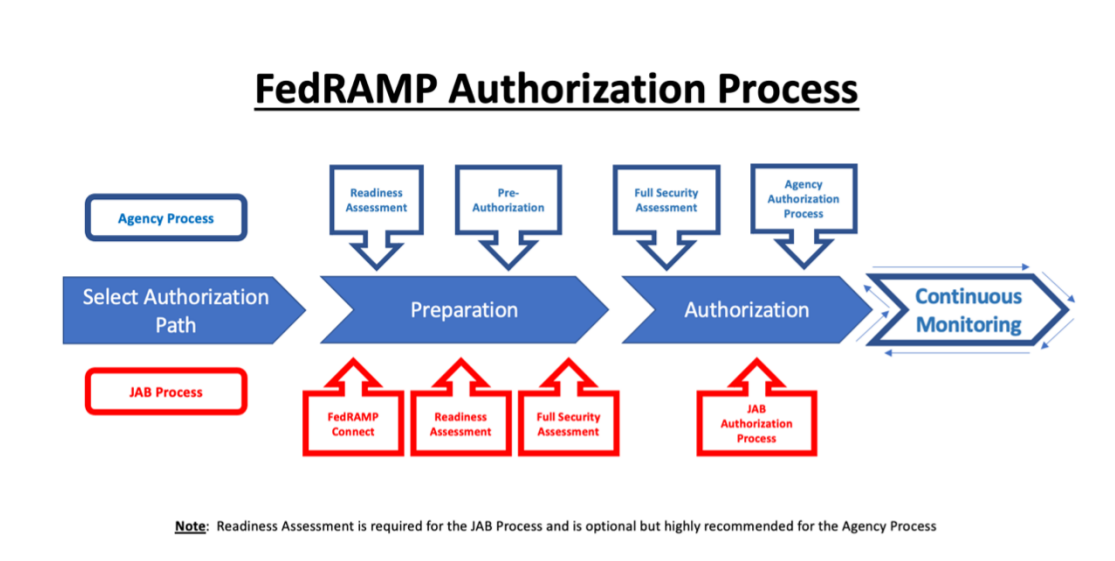 FedRAMP Authorization Process
Agency Process
Readiness
Assessment
Pre-
Authorization
Full Security
Assessment
Agency
Authorization
Process
Select Authorization
Path
Preparation
Authorization
Continuous
Monitoring
JAB Process
FedRAMP
Connect
Readiness
Assessment
Full Security
Assessment
JAB
Authorization
Process
Note: Readiness Assessment is required for the JAB Process and is optional but highly recommended for the Agency Process